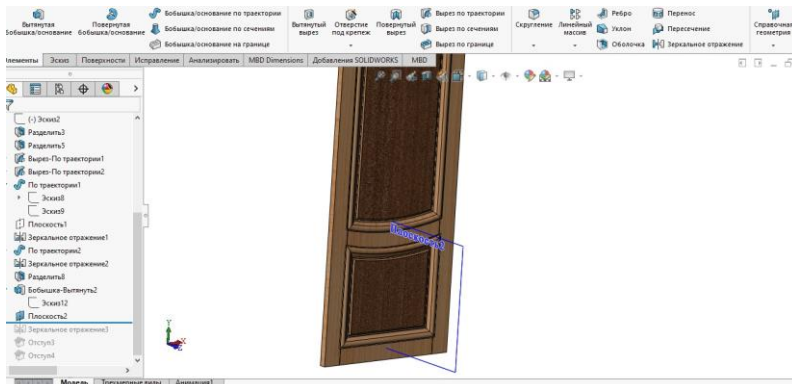 Вытянутая бобышка/основание
Повернутая бобышка/основание
Бобышка/основание по траектории
Бобышка/основание по сечениям
Бобышка/основание на границе
Вытянутый вырез
Отверстие под крепеж
Повернутый вырез
Вырез по траектории
Вырез по сечениям
Вырез по границе
Скругление
Линейный массив
Ребро
Уклон
Оболочка
Перенос
Пересечение
Зеркальное отражение
Справочная геометрия
Элементы Эскиз Поверхности Исправление Анализировать MBD Dimensions Добавления SOLIDWORKS MBD
(-) Эскиз2
Разделить3
Разделить5
Вырез-По траектории1
Вырез-По траектории2
По траектории1
Эскиз8
Эскиз9
Плоскость1
Зеркальное отражение1
По траектории2
Зеркальное отражение2
Разделить8
Бобышка-Вытянуть2
Эскиз12
Плоскость2
Зеркальное отражение3
Отступ3
Отступ4
Плоскость2
Y
Модель Трехмерные виды Анимация1